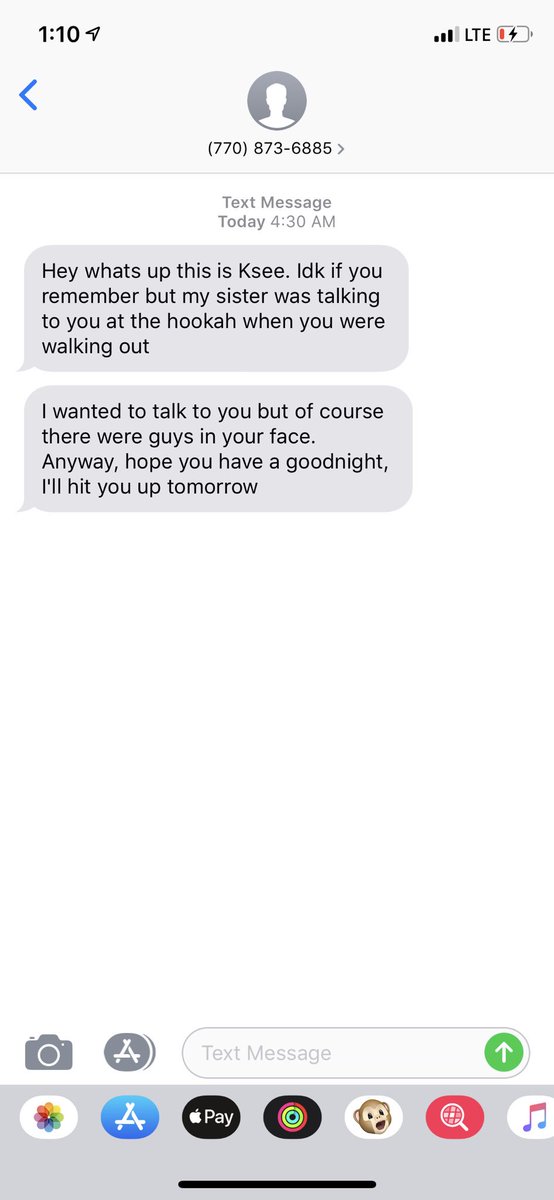 1:10 LTE
(770) 873-6885
Text Message
Today 4:30 AM
Hey whats up this is Ksee. Idk if you
remember but my sister was talking
to you at the hookah when you were
walking out
I wanted to talk to you but of course
there were guys in your face.
Anyway, hope you have a goodnight,
I'll hit you up tomorrow
Text Message
Pay